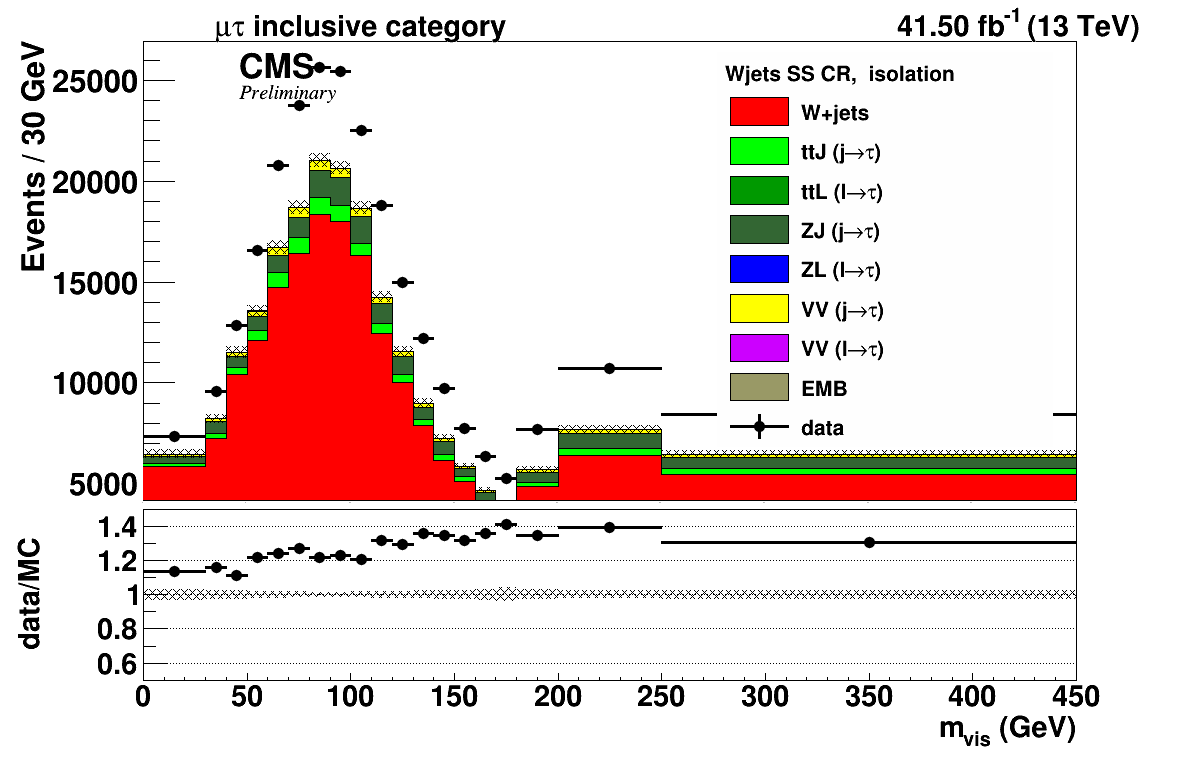 μτ inclusive category
41.50 fb-1 (13 TeV)
CMS
Preliminary
Wjets SS CR, isolation
W+jets
ttJ (j→τ)
ttL (l→τ)
ZJ (j→τ)
ZL (l→τ)
VV (j→τ)
VV (l→τ)
EMB
data
Events / 30 GeV
25000
20000
15000
10000
5000
data/MC
1.4
1.2
1
0.8
0.6
0 50 100 150 200 250 300 350 400 450
mvis (GeV)